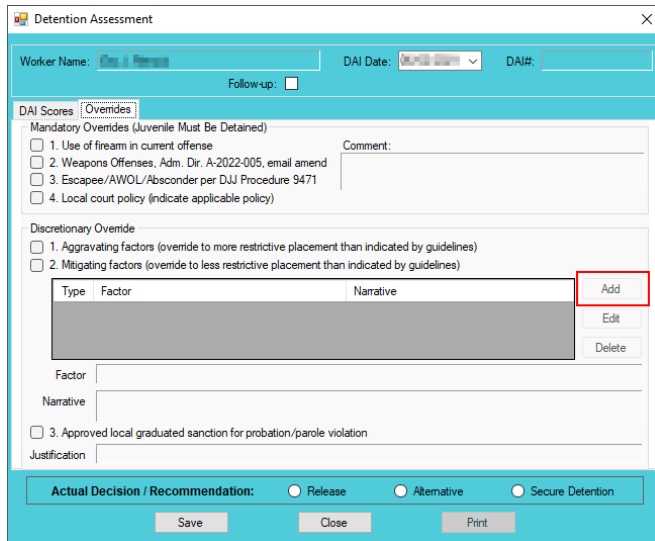 Detention Assessment
Worker Name: DAI Date: DAI#:
Follow-up:
DAI Scores Overrides
Mandatory Overrides (Juvenile Must Be Detained)
1. Use of firearm in current offense Comment:
2. Weapons Offenses, Adm. Dir. A-2022-005, email amend
3. Escapee/AWOL/Absconder per DJJ Procedure 9471
4. Local court policy (indicate applicable policy)
Discretionary Override
1. Aggravating factors (override to more restrictive placement than indicated by guidelines)
2. Mitigating factors (override to less restrictive placement than indicated by guidelines)
Type Factor Narrative Add
Edit
Delete
Factor
Narrative
3. Approved local graduated sanction for probation/parole violation
Justification
Actual Decision / Recommendation: Release Alternative Secure Detention
Save Close Print